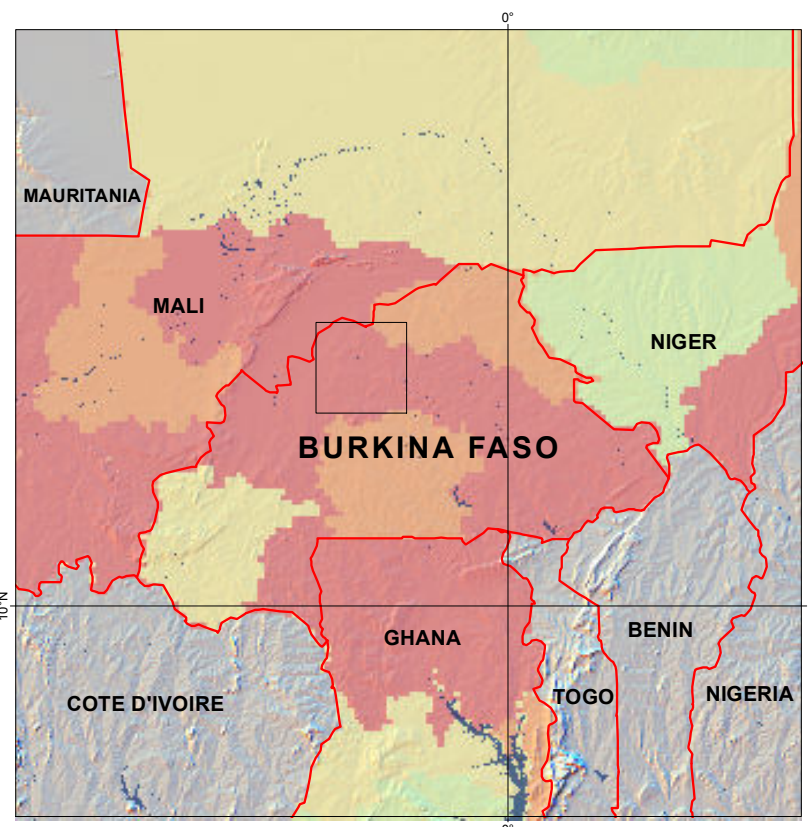 0°
MAURITANIA
MALI
NIGER
BURKINA FASO
10°N
GHANA
BENIN
COTE D'IVOIRE
TOGO
NIGERIA
0°